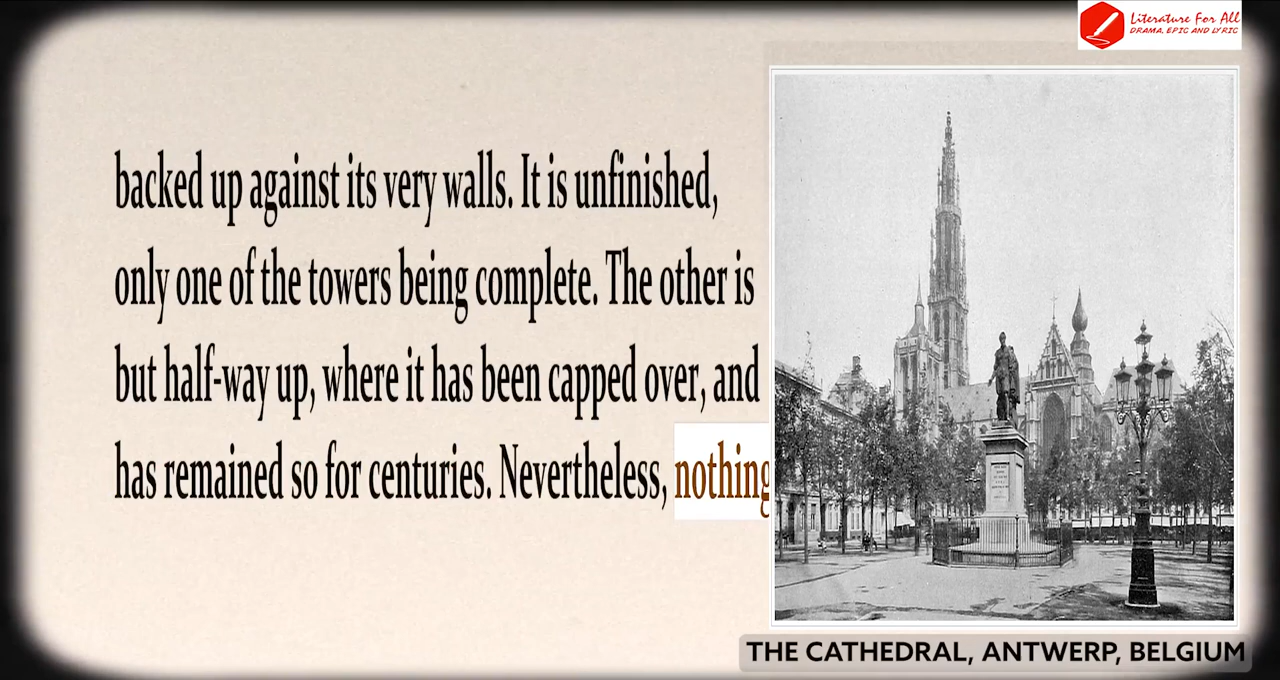 Literature For All
DRAMA, EPIC AND LYRIC
backed up against its very walls. It is unfinished,
only one of the towers being complete. The other is
but half-way up, where it has been capped over, and
has remained so for centuries. Nevertheless, nothing
THE CATHEDRAL, ANTWERP, BELGIUM